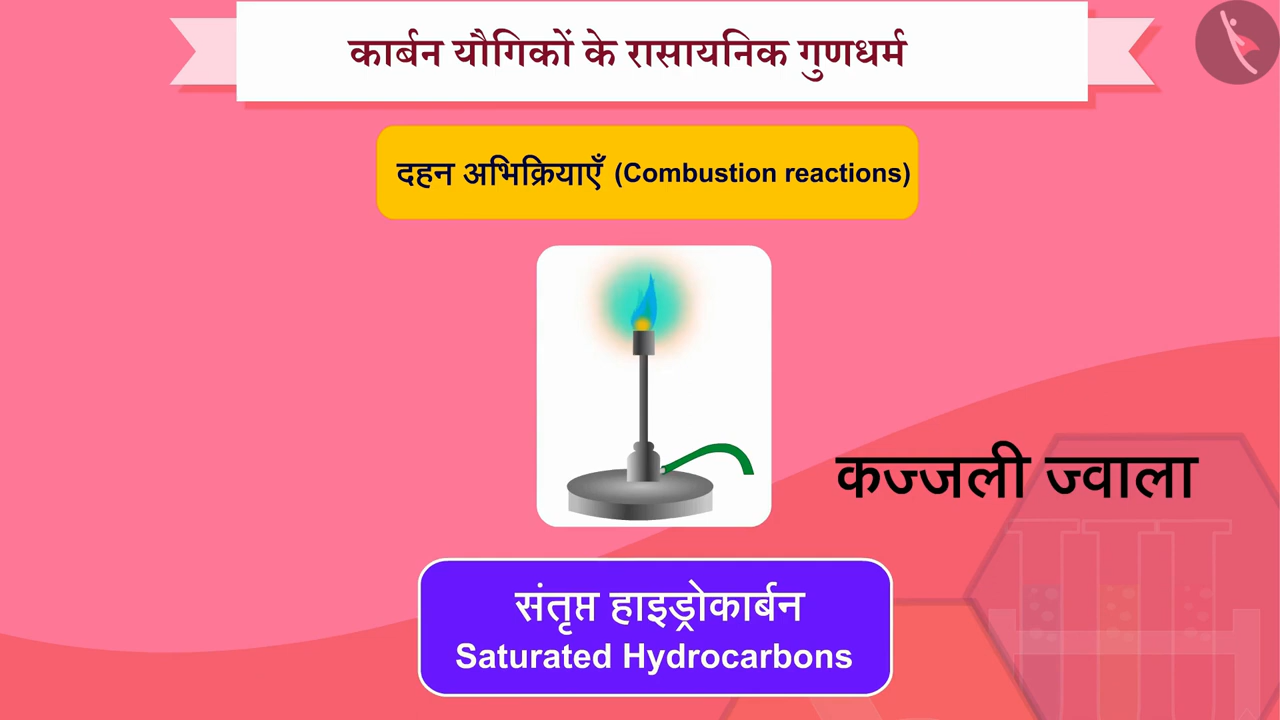 कार्बन यौगिकों के रासायनिक गुणधर्म
दहन अभिक्रियाएँ (Combustion reactions)
कज्जली ज्वाला
संतृप्त हाइड्रोकार्बन
Saturated Hydrocarbons